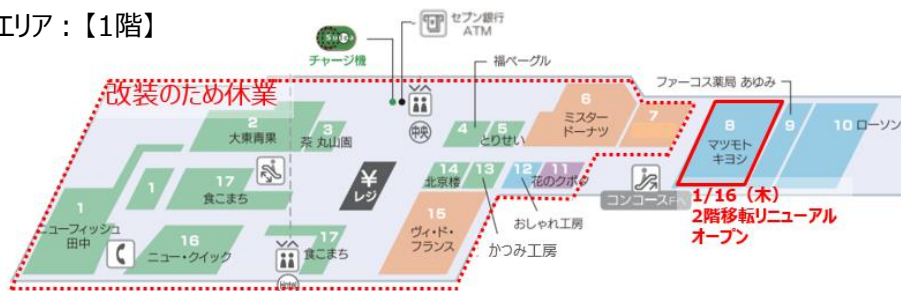 エリア：【1階】
セブン銀行
ATM
チャージ機
福べーグル
ファーコス薬局 あゆみ
改装のため休業
2
大東青果
3
茶 丸山園
中央
4
5
とりせい
6
ミスター
ドーナツ
7
8
マツモト
キヨシ
9
10 ローソン
1
17
食こまち
¥
レジ
14
北京楼
13
12
11
花のクボタ
コンコースFへ
1/16（木）
2階移転リニューアル
オープン
1
ニューフィッシュ
田中
16
ニュー・クイック
17
食こまち
15
ヴィ・ド・
フランス
おしゃれ工房
かつみ工房
Hotel